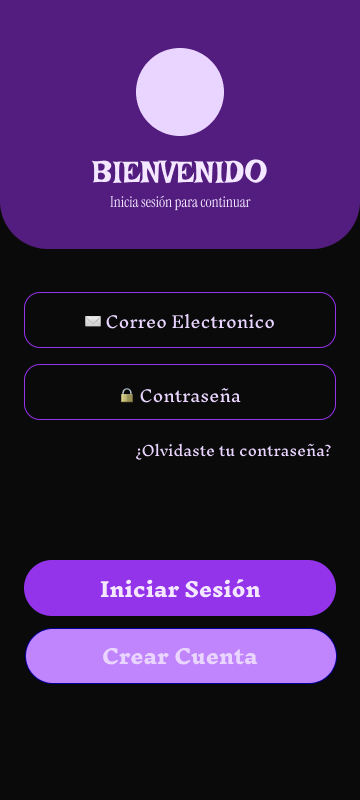 BIENVENIDO
Inicia sesión para continuar
✉️ Correo Electronico
🔒 Contraseña
¿Olvidaste tu contraseña?
Iniciar Sesión
Crear Cuenta